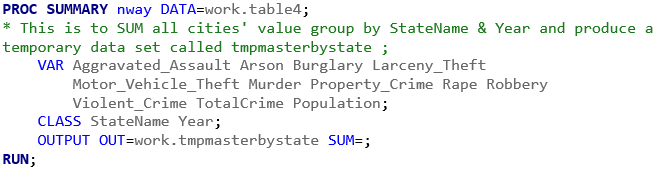 PROC SUMMARY nway DATA=work.table4;
* This is to SUM all cities' value group by StateName & Year and produce a
temporary data set called tmpmasterbystate ;
VAR Aggravated_Assault Arson Burglary Larceny_Theft
Motor_Vehicle_Theft Murder Property_Crime Rape Robbery
Violent_Crime TotalCrime Population;
CLASS StateName Year;
OUTPUT OUT=work.tmpmasterbystate SUM=;
RUN;